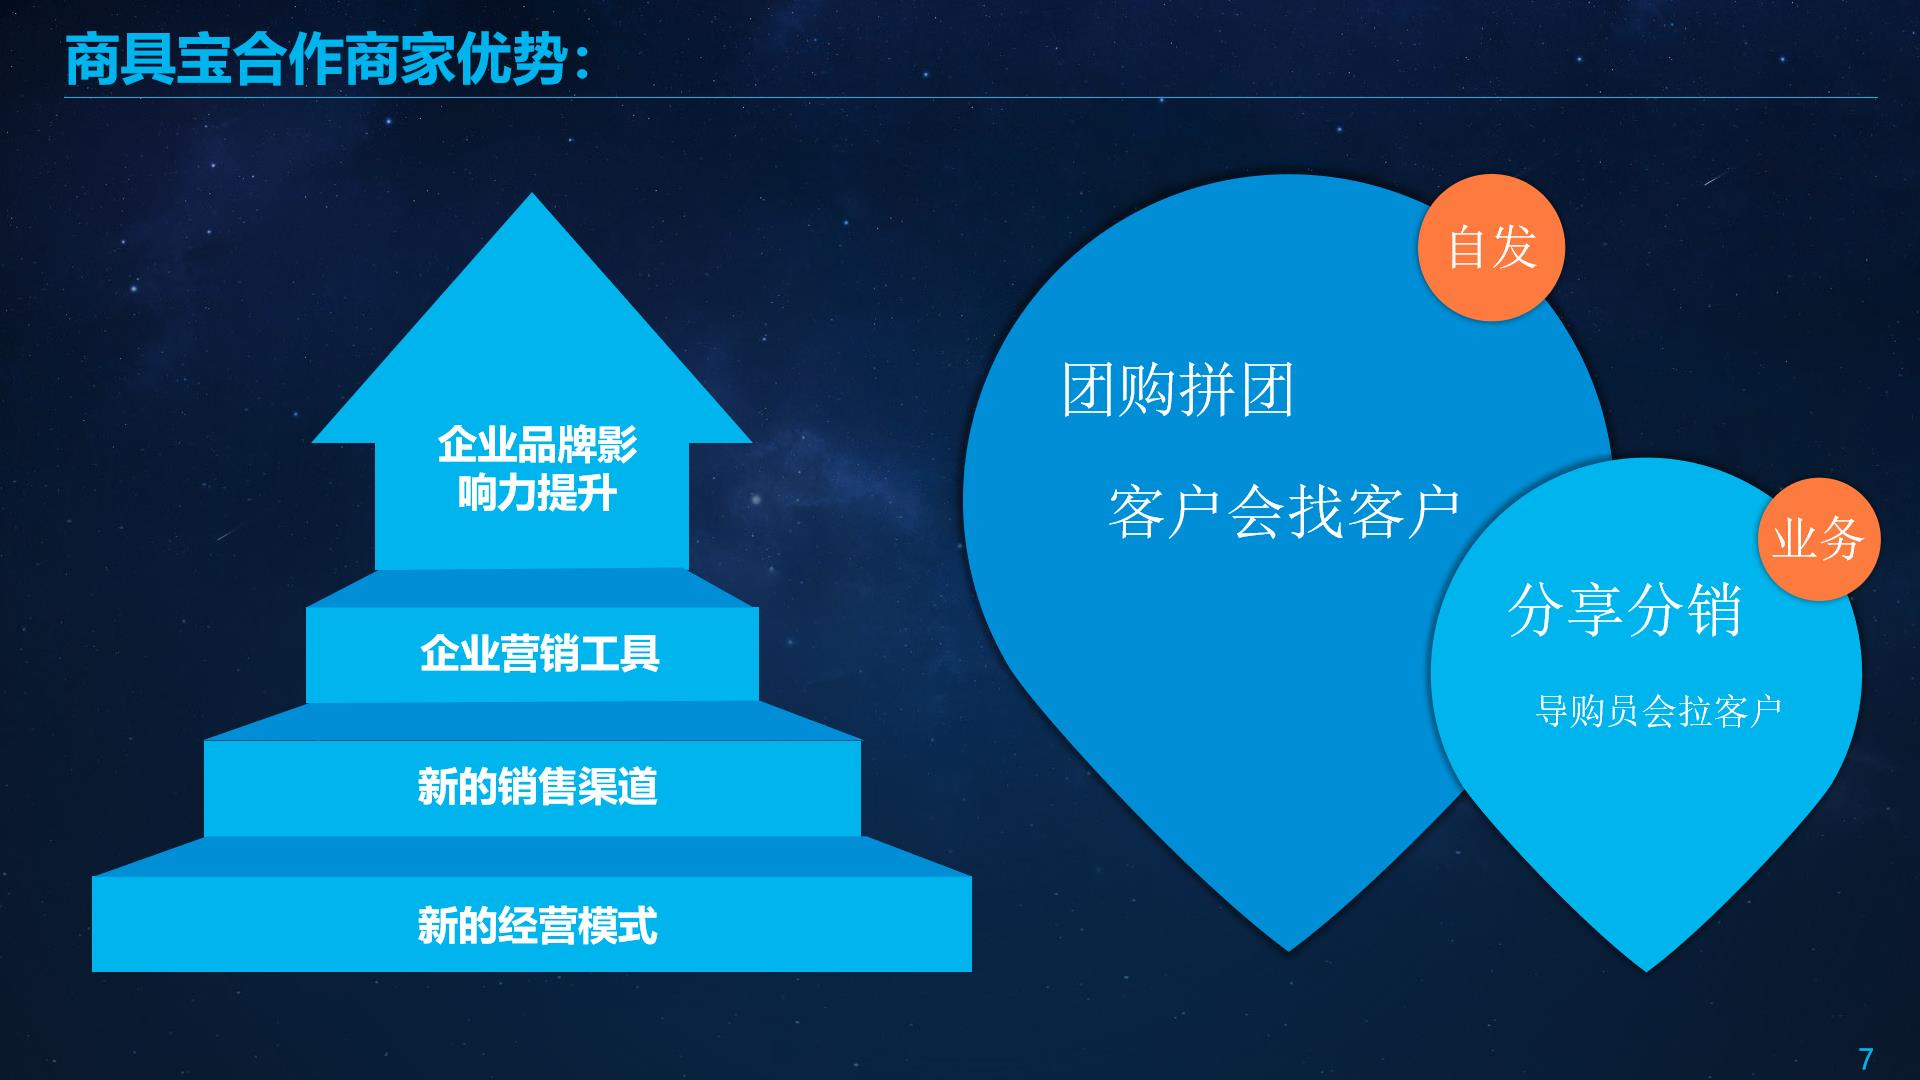 商具宝合作商家优势：
企业品牌影
响力提升
企业营销工具
新的销售渠道
新的经营模式
自发
团购拼团
客户会找客户
业务
分享分销
导购员会拉客户
7